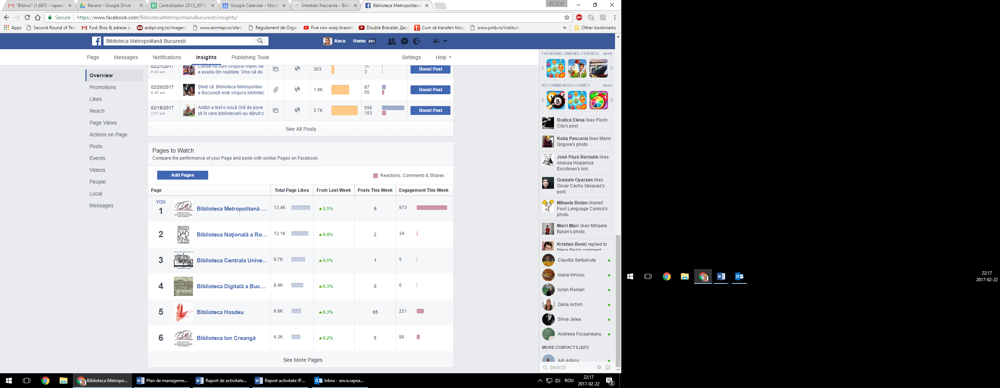 "Biblios" (1,667) - rapean
Recent - Google Drive
Centralizator 2013_2015.
Google Calendar - Mont
Întrebări frecvente - Bibli
Biblioteca Metropolitană
rapeanu
Secure https://www.facebook.com/BibliotecaMetropolitanaBucuresti/insights/
ABP
Apps
Second Round of Test
Fwd: Bios & adrese pe
anbpr.org.ro/images/
www.anrmap.ro/sites/
Regulament de Organ
Five row wrap bracele
Double Bracelet. Двой
Cum să transferi fotog
www.pmb.ro/institutii
» Other bookmarks
Biblioteca Metropolitană București
Anca
Home 20+
Page Messages Notifications Insights Publishing Tools Settings Help
Overview
Promotions
Likes
Reach
Page Views
Actions on Page
Posts
Events
Videos
People
Local
Messages
02/21/2017
8:00 am
Cărțile nu sunt singurul mijloc de
a evada din realitate. Vino să de
303
11
3
Boost Post
02/20/2017
8:46 am
Știați că: Biblioteca Metropolitan
a București este singura bibliotec
1.8K
87
55
Boost Post
02/18/2017
2:07 pm
Astăzi a fost o nouă Oră de pove
ști în care bibliotecarii au dăruit z
2.7K
556
103
Boost Post
See All Posts
Pages to Watch
Compare the performance of your Page and posts with similar Pages on Facebook.
Add Pages
Reactions, Comments & Shares
Page Total Page Likes From Last Week Posts This Week Engagement This Week
YOU
1 Biblioteca Metropolitană ... 13.4K 5.1% 9 973
BIBLIOTECA
METROPOLITANĂ
BUCUREȘTI
2 Biblioteca Naţională a Ro... 12.1K 0.4% 2 34
BIBLIOTECA
NAȚIONALĂ
A ROMÂNIEI
3 Biblioteca Centrala Unive... 9.7K 0.1% 1 5
4 Biblioteca Digitală a Buc... 8.4K 0.3% 0 0
5 Biblioteca Hasdeu 6.8K 0.3% 65 221
6 Biblioteca Ion Creangă 6.3K 0.2% 5 99
BIBLIOTECA
METROPOLITANĂ
BUCUREȘTI
See More Pages
TRENDING AMONG FRIENDS MORE
RECOMMENDED GAMES MORE
Rodica Elena likes Florin
Citu's post.
Katia Pascariu likes Marin
Grigore's photo.
José Payá Bernabé likes
Alianza Hispanica
Escritores's link.
Gonzalo Oyarzun likes
Oscar Cacho Vasquez's
post.
Mihaela Biolan shared
Fowl Language Comics's
photo.
Marri Marr likes Mihaela
Baran's photo.
Kristian Benić replied to
Mena Bezi's comment
Claudia Serbanuta
Ioana Irinciuc
Iulian Roman
Oana Achim
Silvia Jalea
Andreea Focsaneanu
MORE CONTACTS (227)
Adi Adilicu
Search
Biblioteca Metropo...
Plan de manageme...
Raport de activitate...
Raport activitate IP...
Inbox - anca.rapea...
ROU
22:17
2017-02-22
2
22:17
2017-02-22